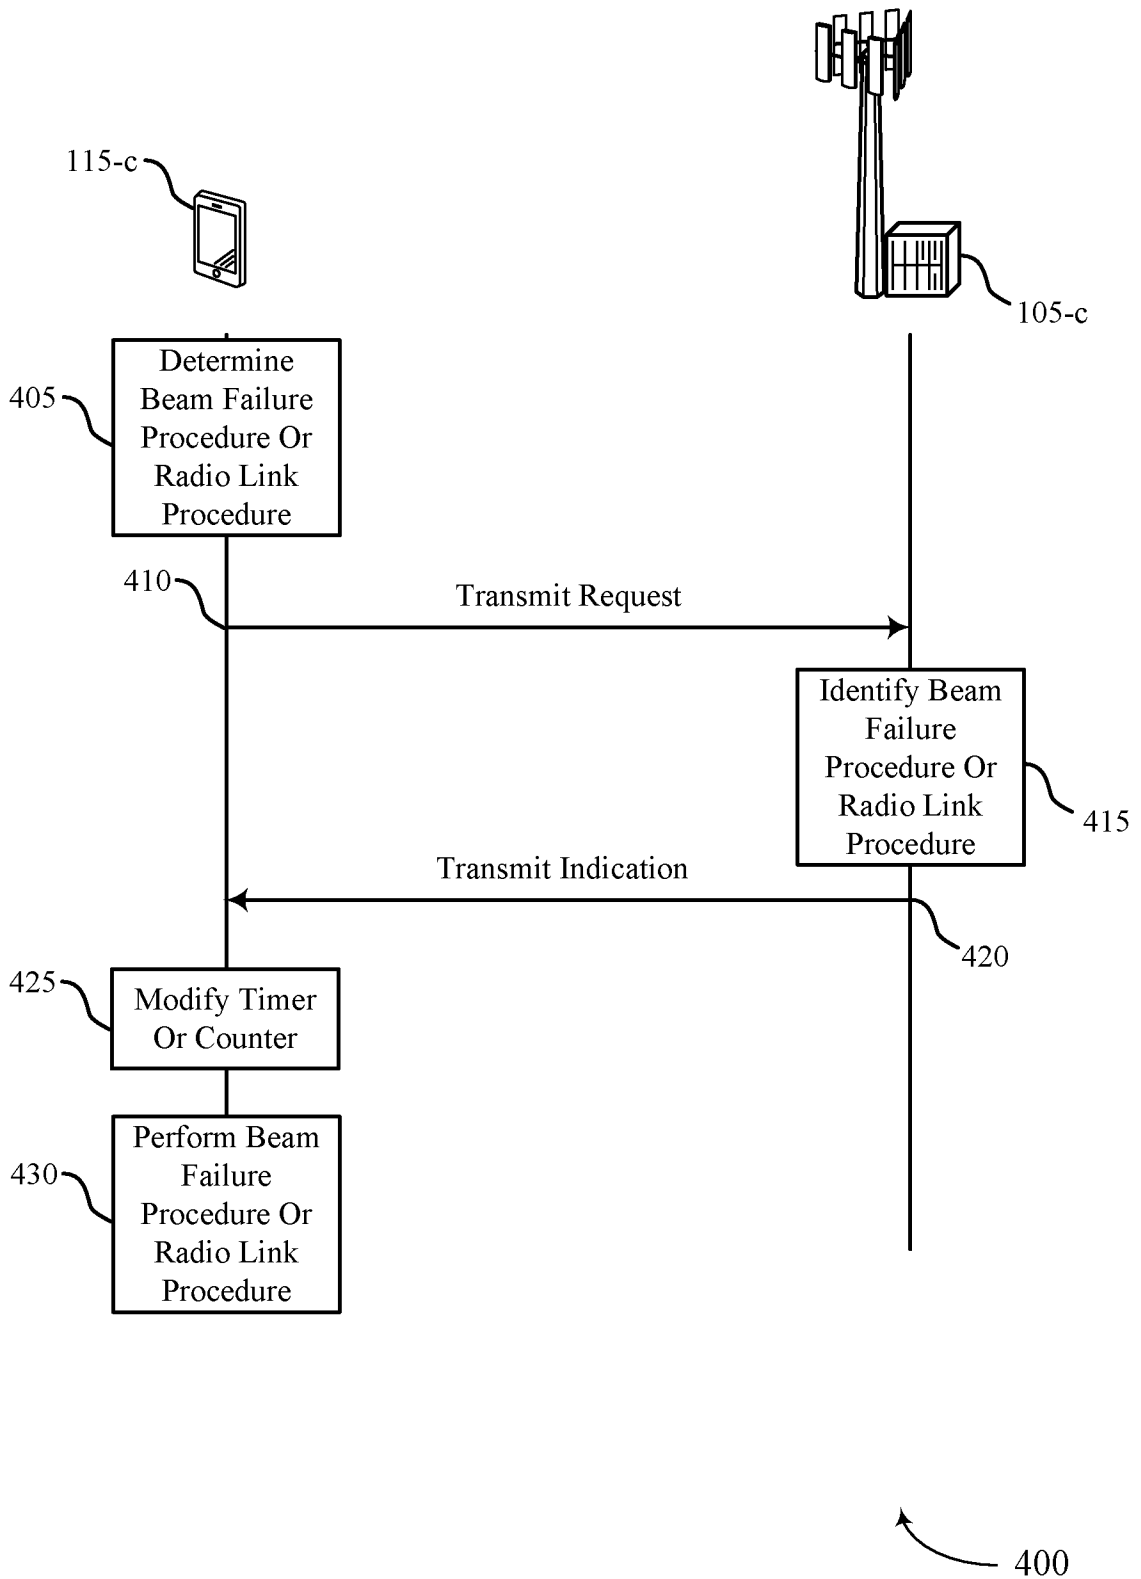 115-c
105-c
405
Determine
Beam Failure
Procedure Or
Radio Link
Procedure
410
Transmit Request
Identify Beam
Failure
Procedure Or
Radio Link
Procedure
415
Transmit Indication
420
425
Modify Timer
Or Counter
430
Perform Beam
Failure
Procedure Or
Radio Link
Procedure
400